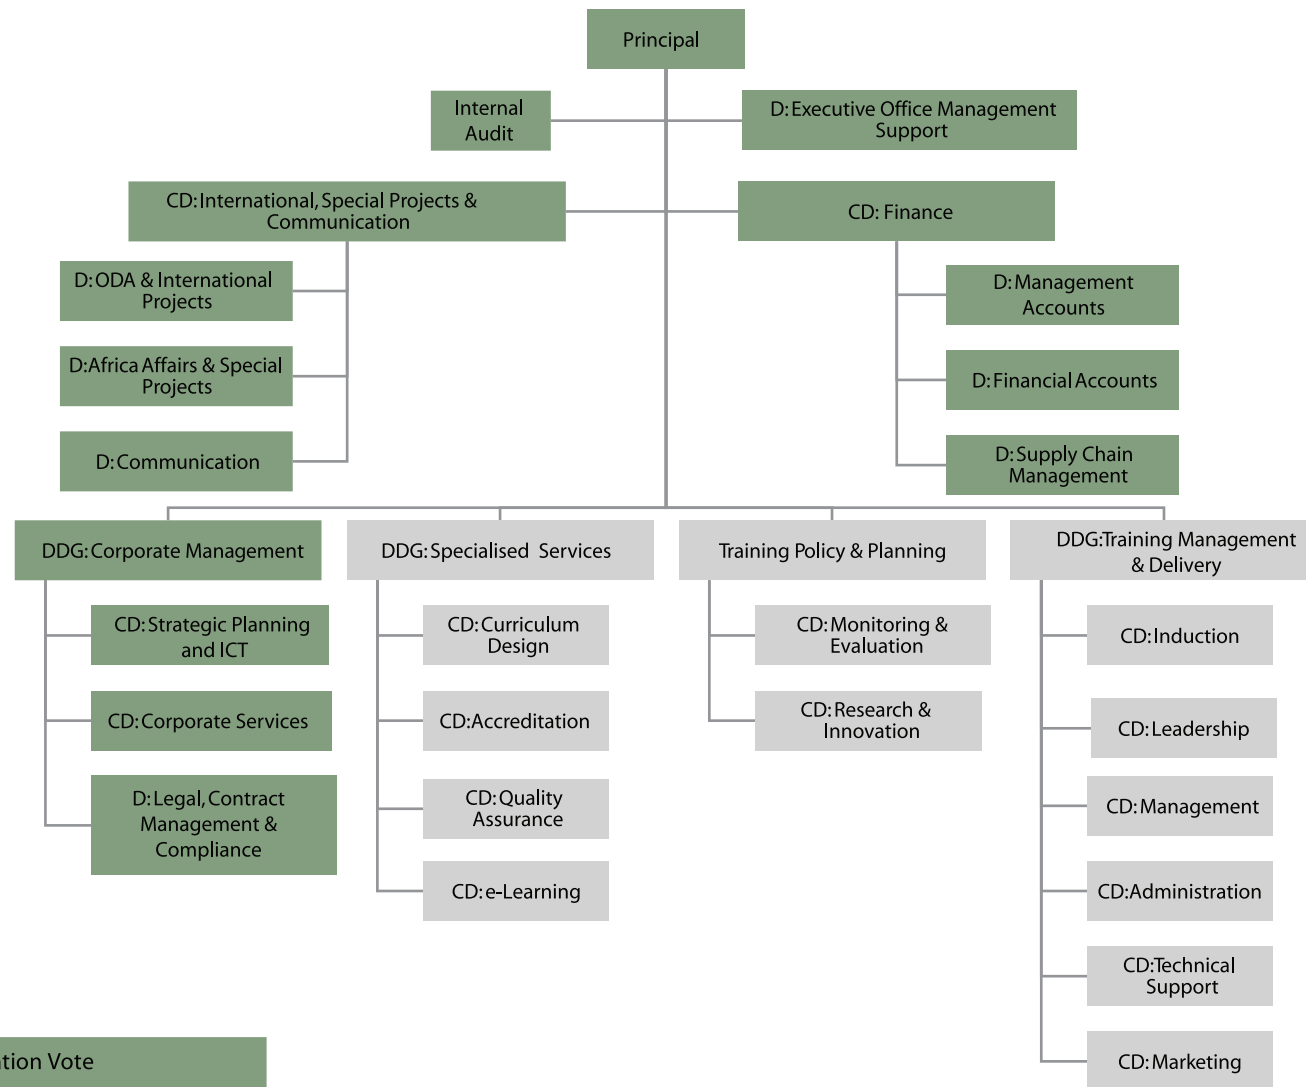 Principal
Internal
Audit
D: Executive Office Management
Support
CD: International, Special Projects &
Communication
CD: Finance
D: ODA & International
Projects
D: Africa Affairs & Special
Projects
D: Communication
D: Management
Accounts
D: Financial Accounts
D: Supply Chain
Management
DDG: Corporate Management
CD: Strategic Planning
and ICT
CD: Corporate Services
D: Legal, Contract
Management &
Compliance
DDG: Specialised Services
CD: Curriculum
Design
CD: Accreditation
CD: Quality
Assurance
CD: e-Learning
Training Policy & Planning
CD: Monitoring &
Evaluation
CD: Research &
Innovation
DDG: Training Management
& Delivery
CD: Induction
CD: Leadership
CD: Management
CD: Administration
CD: Technical
Support
CD: Marketing
Vote